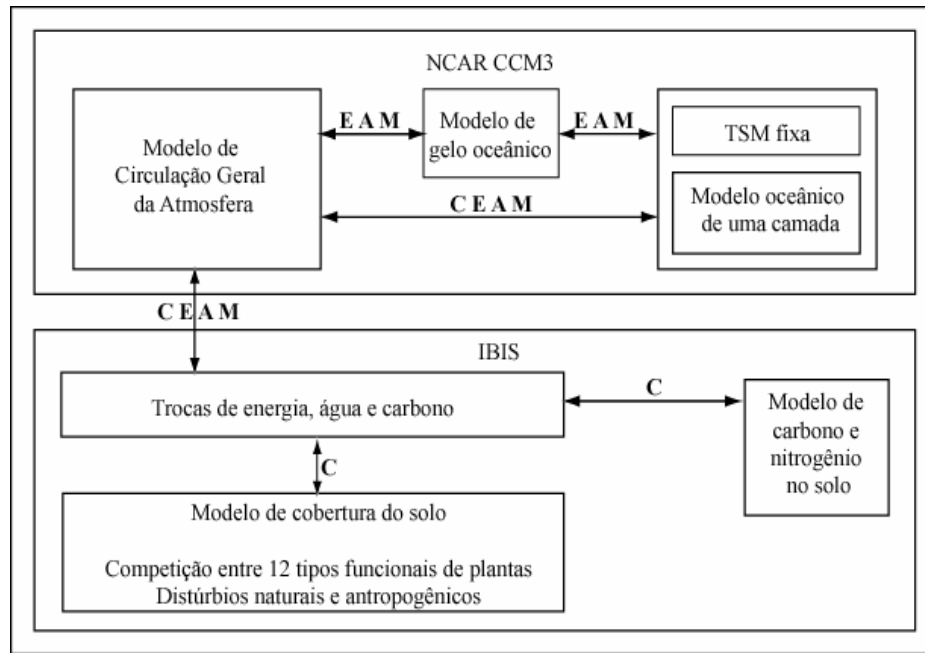 NCAR CCM3
Modelo de
Circulação Geral
da Atmosfera
E A M
Modelo de
gelo oceânico
E A M
TSM fixa
C E A M
Modelo oceânico
de uma camada
C E A M
IBIS
Trocas de energia, água e carbono
C
Modelo de
carbono e
nitrogênio
no solo
C
Modelo de cobertura do solo
Competição entre 12 tipos funcionais de plantas
Distúrbios naturais e antropogênicos